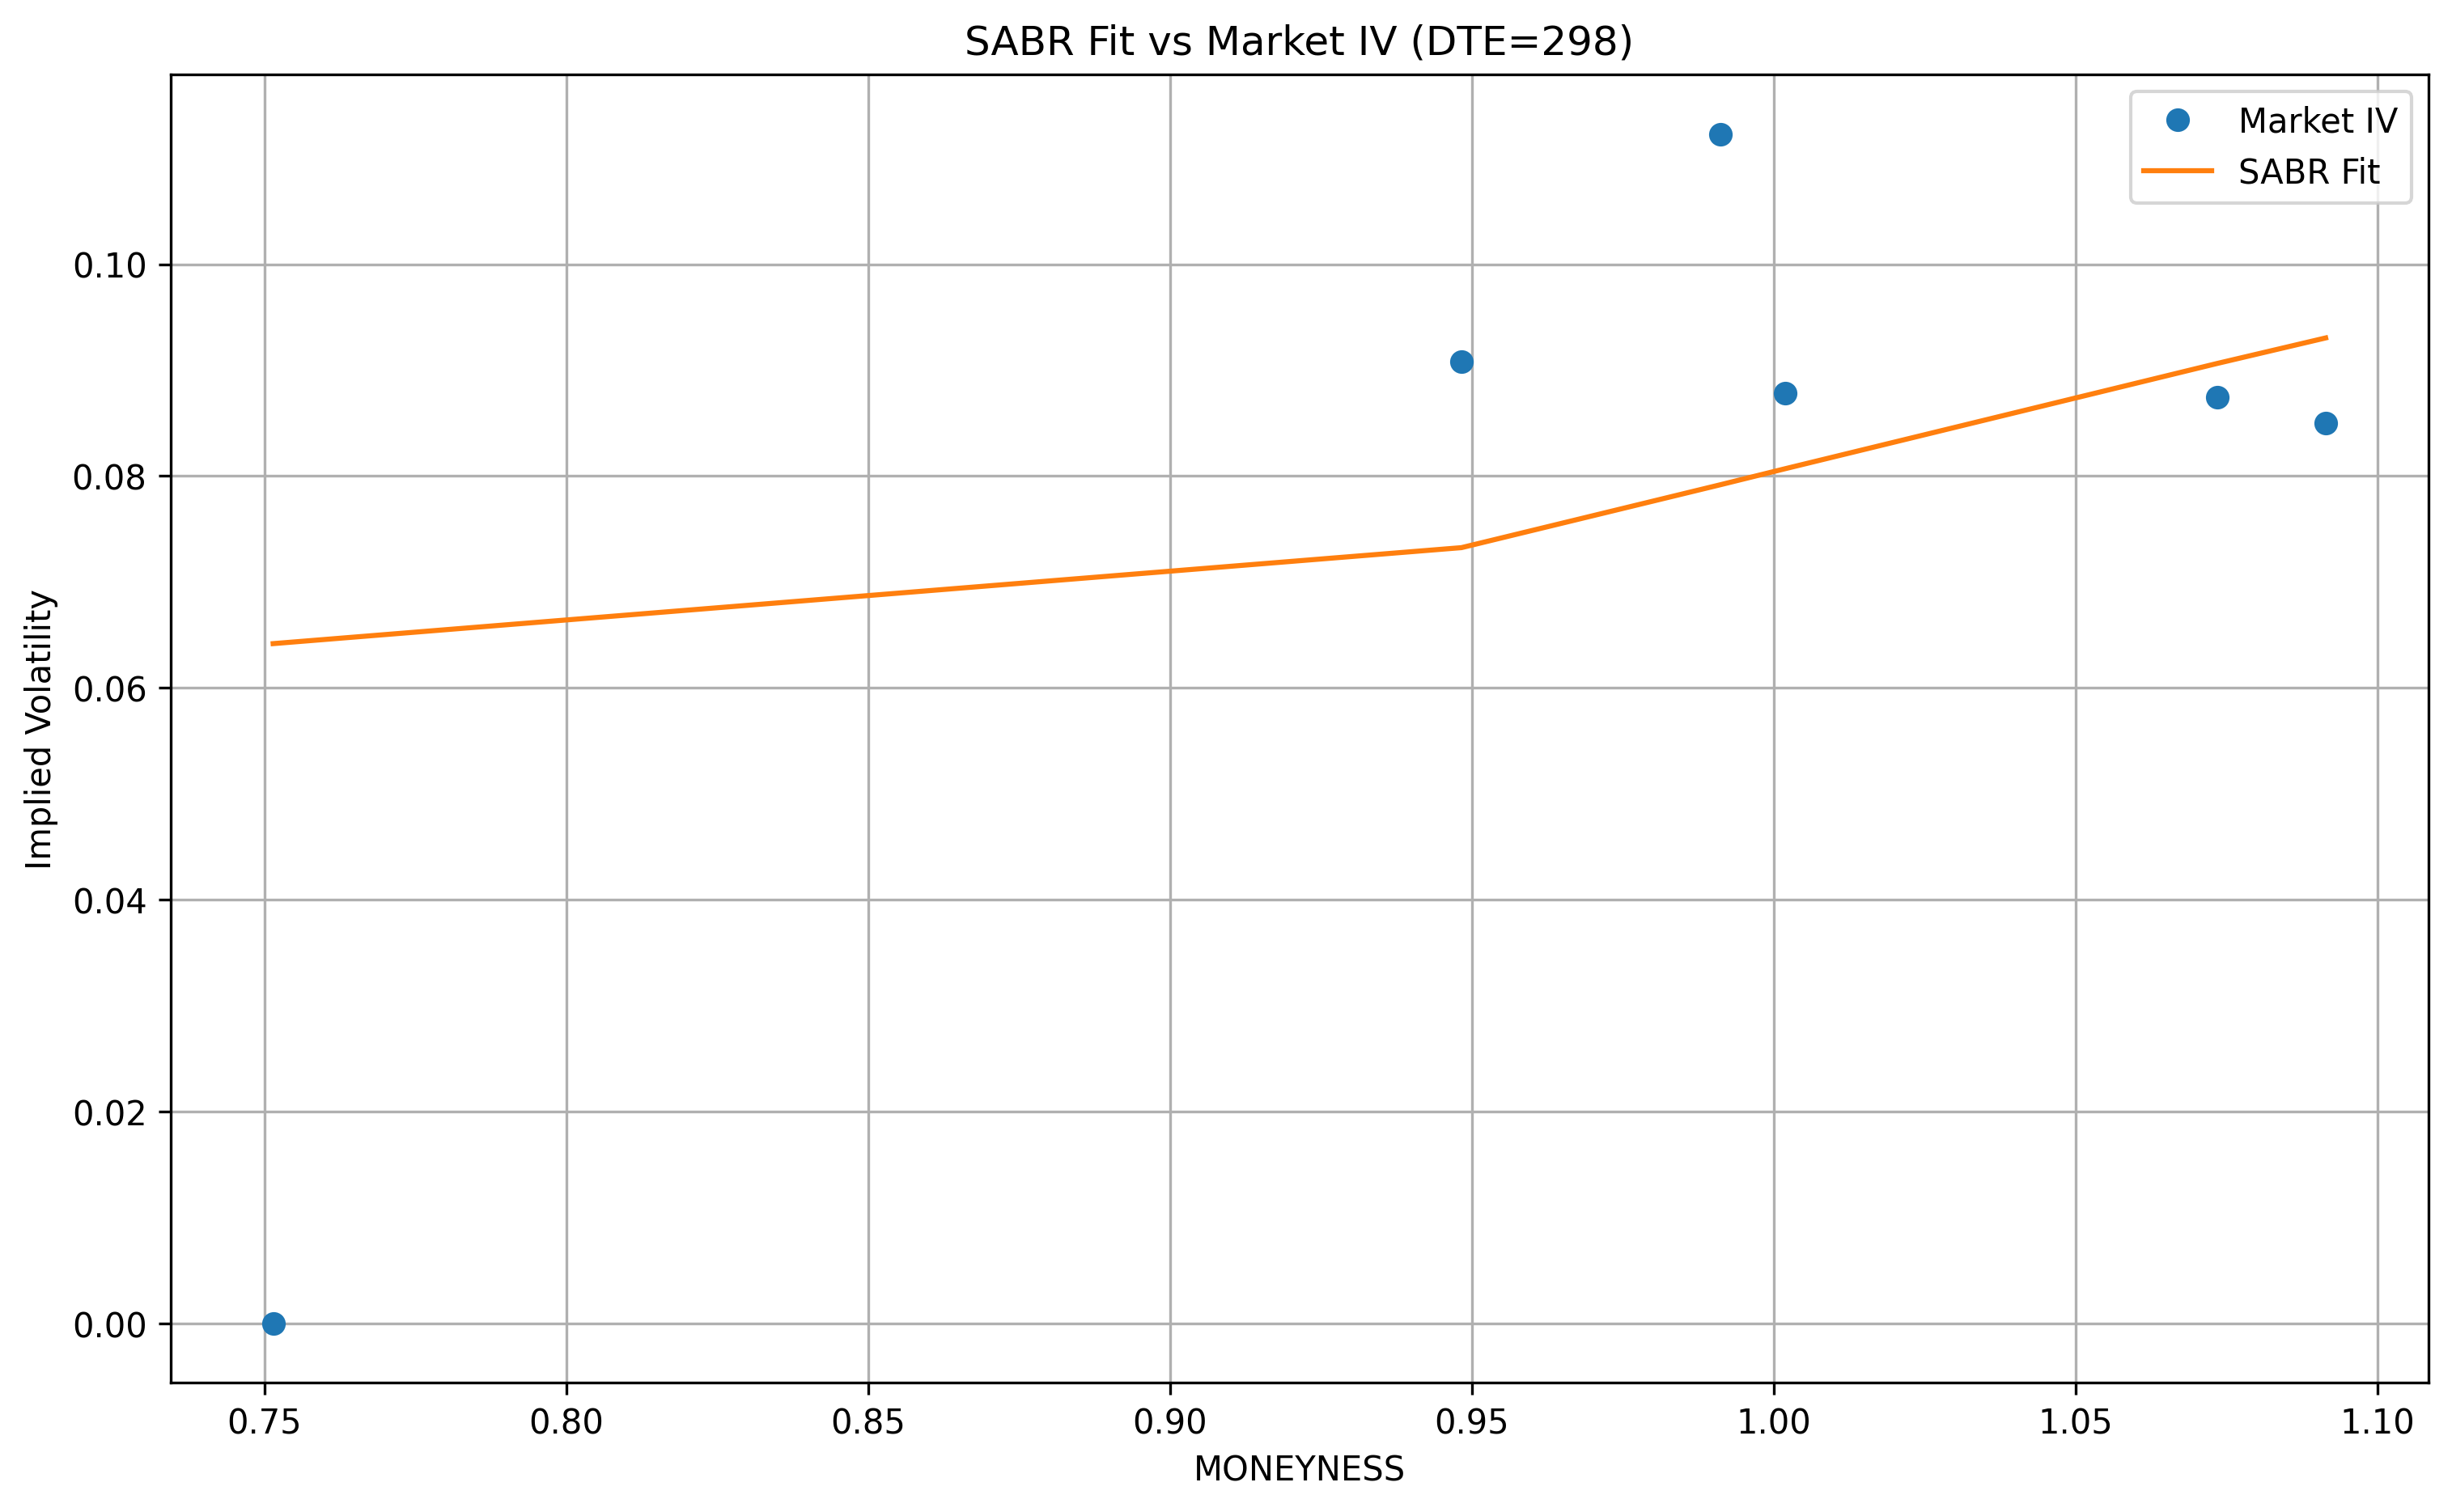 SABR Fit vs Market IV (DTE=298)
Market IV
SABR Fit
Implied Volatility
0.10
0.08
0.06
0.04
0.02
0.00
0.75 0.80 0.85 0.90 0.95 1.00 1.05 1.10
MONEYNESS